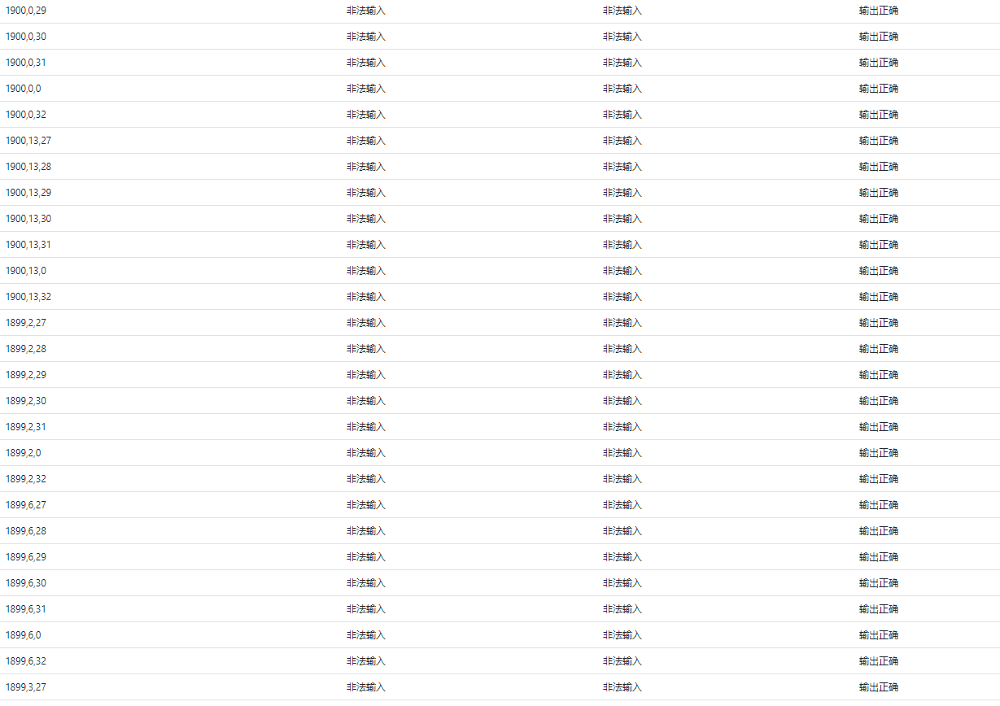 1900,0,29 非法输入 非法输入 输出正确
1900,0,30 非法输入 非法输入 输出正确
1900,0,31 非法输入 非法输入 输出正确
1900,0,0 非法输入 非法输入 输出正确
1900,0,32 非法输入 非法输入 输出正确
1900,13,27 非法输入 非法输入 输出正确
1900,13,28 非法输入 非法输入 输出正确
1900,13,29 非法输入 非法输入 输出正确
1900,13,30 非法输入 非法输入 输出正确
1900,13,31 非法输入 非法输入 输出正确
1900,13,0 非法输入 非法输入 输出正确
1900,13,32 非法输入 非法输入 输出正确
1899,2,27 非法输入 非法输入 输出正确
1899,2,28 非法输入 非法输入 输出正确
1899,2,29 非法输入 非法输入 输出正确
1899,2,30 非法输入 非法输入 输出正确
1899,2,31 非法输入 非法输入 输出正确
1899,2,0 非法输入 非法输入 输出正确
1899,2,32 非法输入 非法输入 输出正确
1899,6,27 非法输入 非法输入 输出正确
1899,6,28 非法输入 非法输入 输出正确
1899,6,29 非法输入 非法输入 输出正确
1899,6,30 非法输入 非法输入 输出正确
1899,6,31 非法输入 非法输入 输出正确
1899,6,0 非法输入 非法输入 输出正确
1899,6,32 非法输入 非法输入 输出正确
1899,3,27 非法输入 非法输入 输出正确